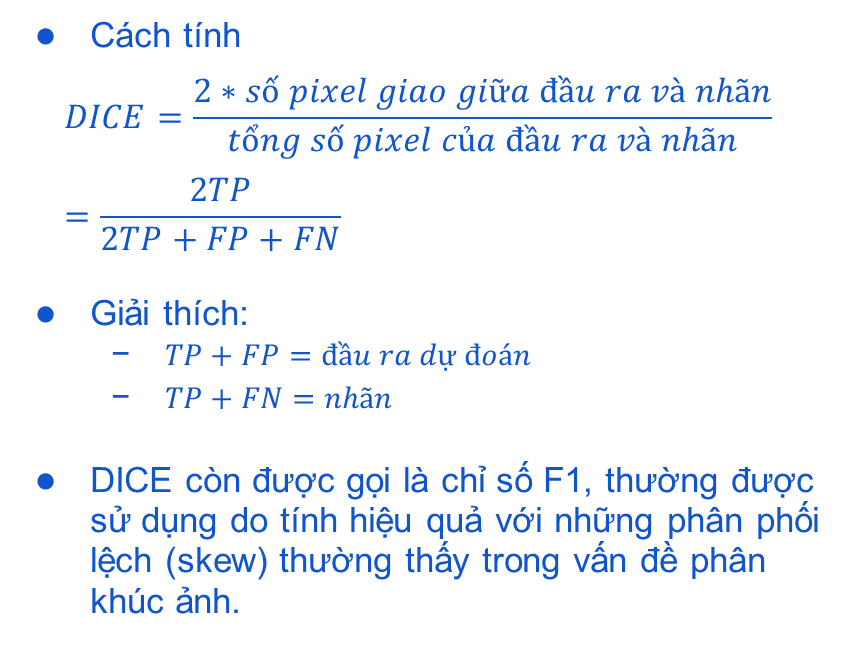 ● Cách tính
DICE = 2 * số pixel giao giữa đầu ra và nhãn / tổng số pixel của đầu ra và nhãn
= 2TP / 2TP + FP + FN
● Giải thích:
− TP + FP = đầu ra dự đoán
− TP + FN = nhãn
● DICE còn được gọi là chỉ số F1, thường được
sử dụng do tính hiệu quả với những phân phối
lệch (skew) thường thấy trong vấn đề phân
khúc ảnh.